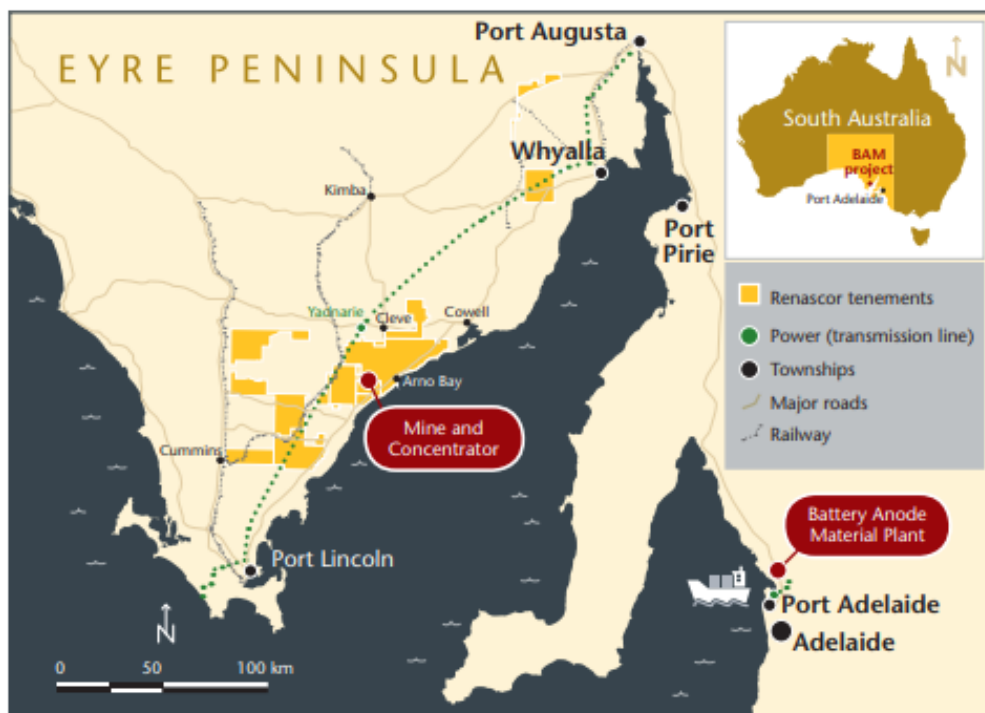 EYRE PENINSULA
Port Augusta
Whyalla
Kimba
Port
Pirie
Yadnarie
Cleve
Cowell
Arno Bay
Mine and
Concentrator
Cummins
Port Lincoln
N
0 50 100 km
Battery Anode
Material Plant
Port Adelaide
Adelaide
N
South Australia
BAM
project
Port Adelaide
Renascor tenements
Power (transmission line)
Townships
Major roads
Railway